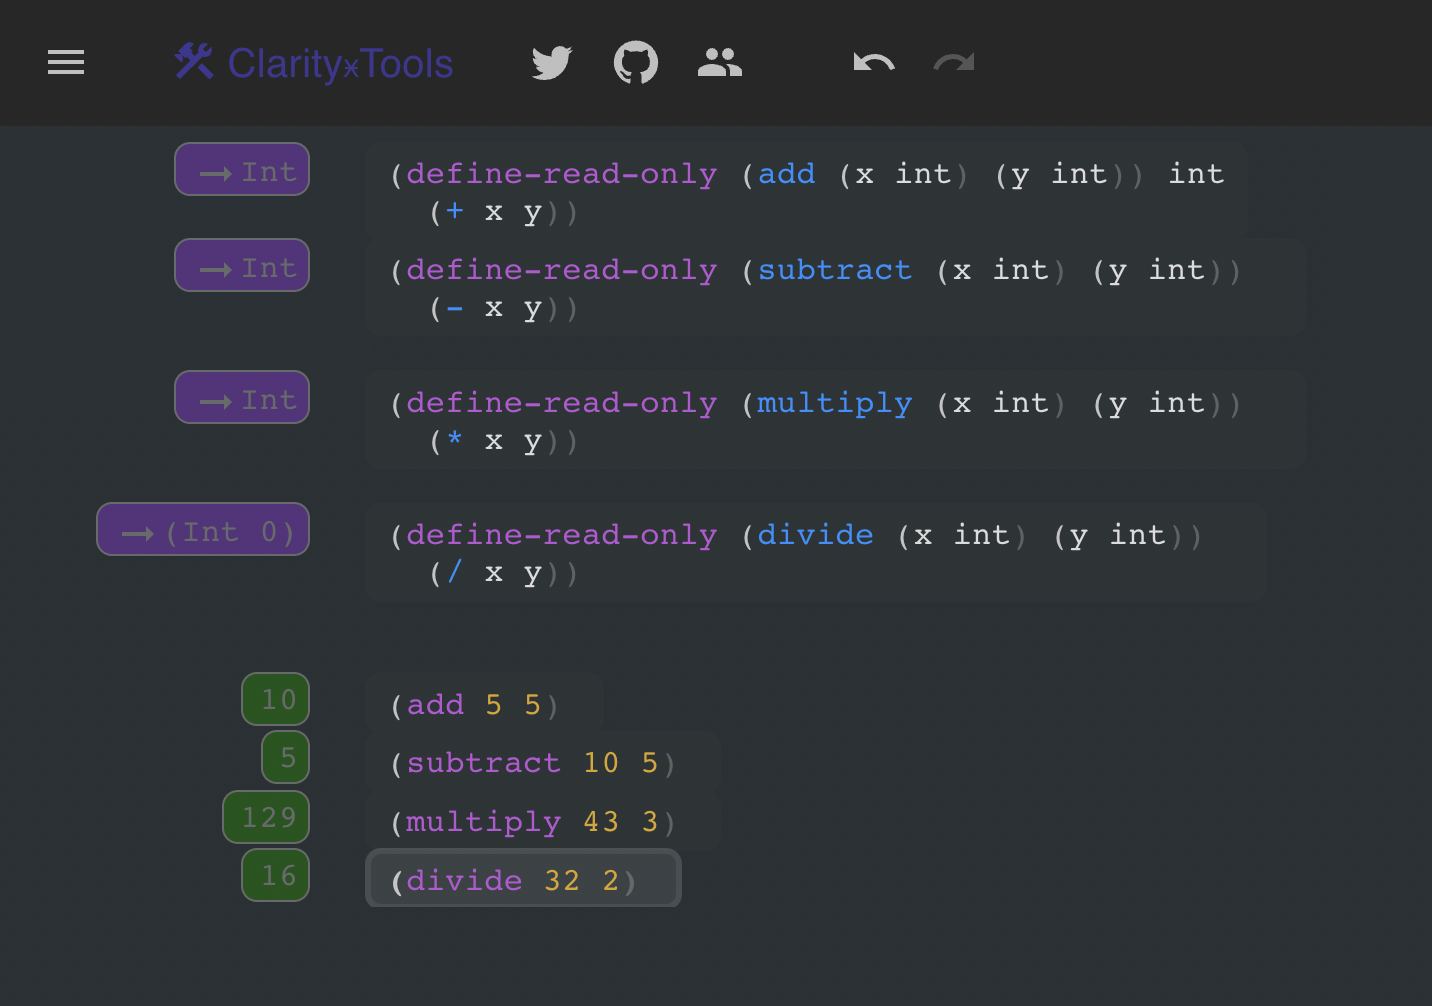 Clarity⚹Tools
→ Int
(define-read-only (add (x int) (y int)) int
(+ x y))
→ Int
(define-read-only (subtract (x int) (y int))
(- x y))
→ Int
(define-read-only (multiply (x int) (y int))
(* x y))
→ (Int 0)
(define-read-only (divide (x int) (y int))
(/ x y))
10 (add 5 5)
5 (subtract 10 5)
129 (multiply 43 3)
16 (divide 32 2)